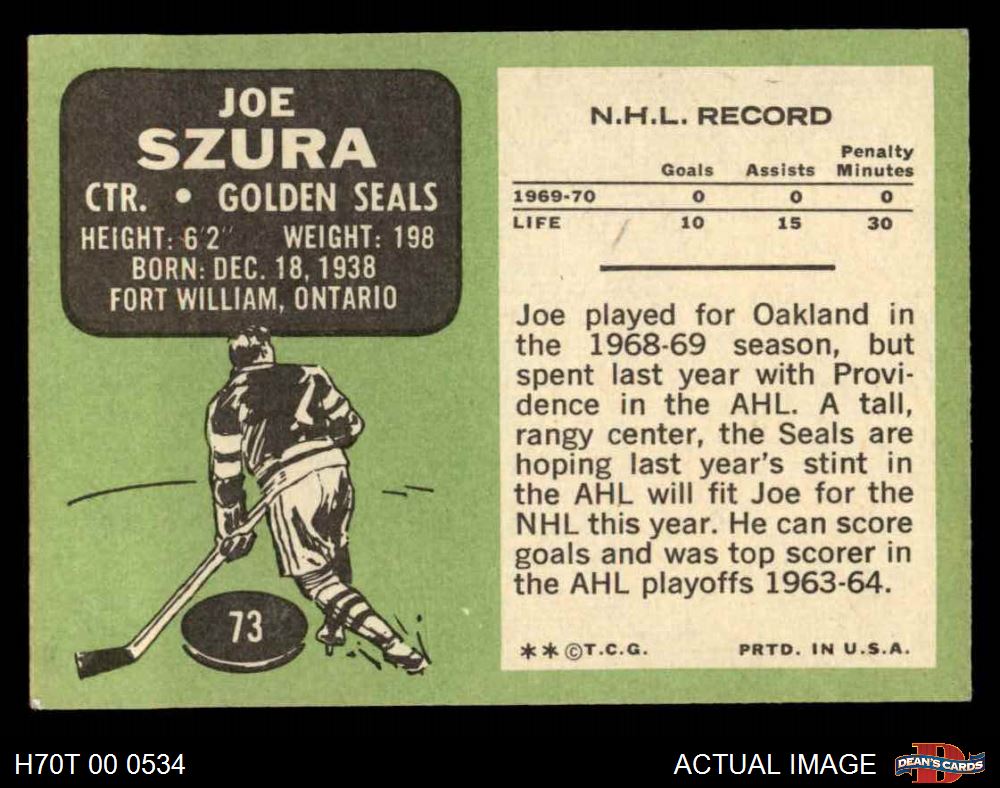 JOE
SZURA
CTR. • GOLDEN SEALS
HEIGHT: 6'2" WEIGHT: 198
BORN: DEC. 18, 1938
FORT WILLIAM, ONTARIO
73
N.H.L. RECORD
Goals Assists Penalty Minutes
1969-70 0 0 0
LIFE 10 15 30
Joe played for Oakland in
the 1968-69 season, but
spent last year with Provi-
dence in the AHL. A tall,
rangy center, the Seals are
hoping last year's stint in
the AHL will fit Joe for the
NHL this year. He can score
goals and was top scorer in
the AHL playoffs 1963-64.
**©T.C.G. PRTD. IN U.S.A.
H70T 00 0534
ACTUAL IMAGE
DEAN'S CARDS